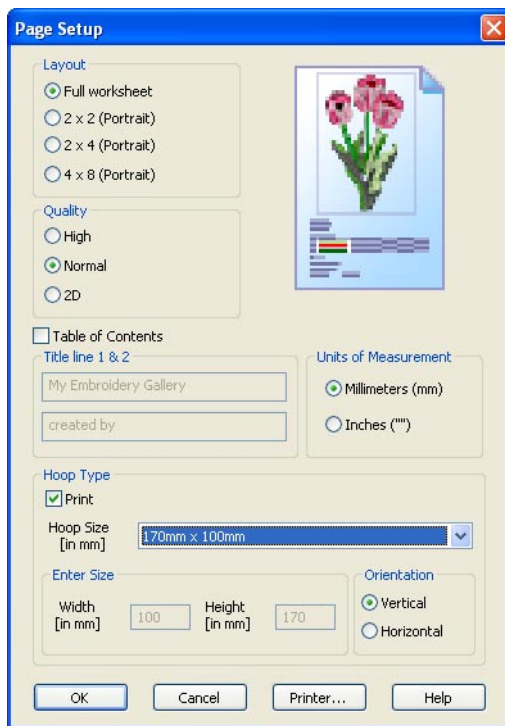 Page Setup
Layout
Full worksheet
2 x 2 (Portrait)
2 x 4 (Portrait)
4 x 8 (Portrait)
Quality
High
Normal
2D
Table of Contents
Title line 1 & 2
My Embroidery Gallery
created by
Units of Measurement
Millimeters (mm)
Inches ("")
Hoop Type
Print
Hoop Size
[in mm]
170mm x 100mm
Enter Size
Width
[in mm]
100
Height
[in mm]
170
Orientation
Vertical
Horizontal
OK
Cancel
Printer...
Help